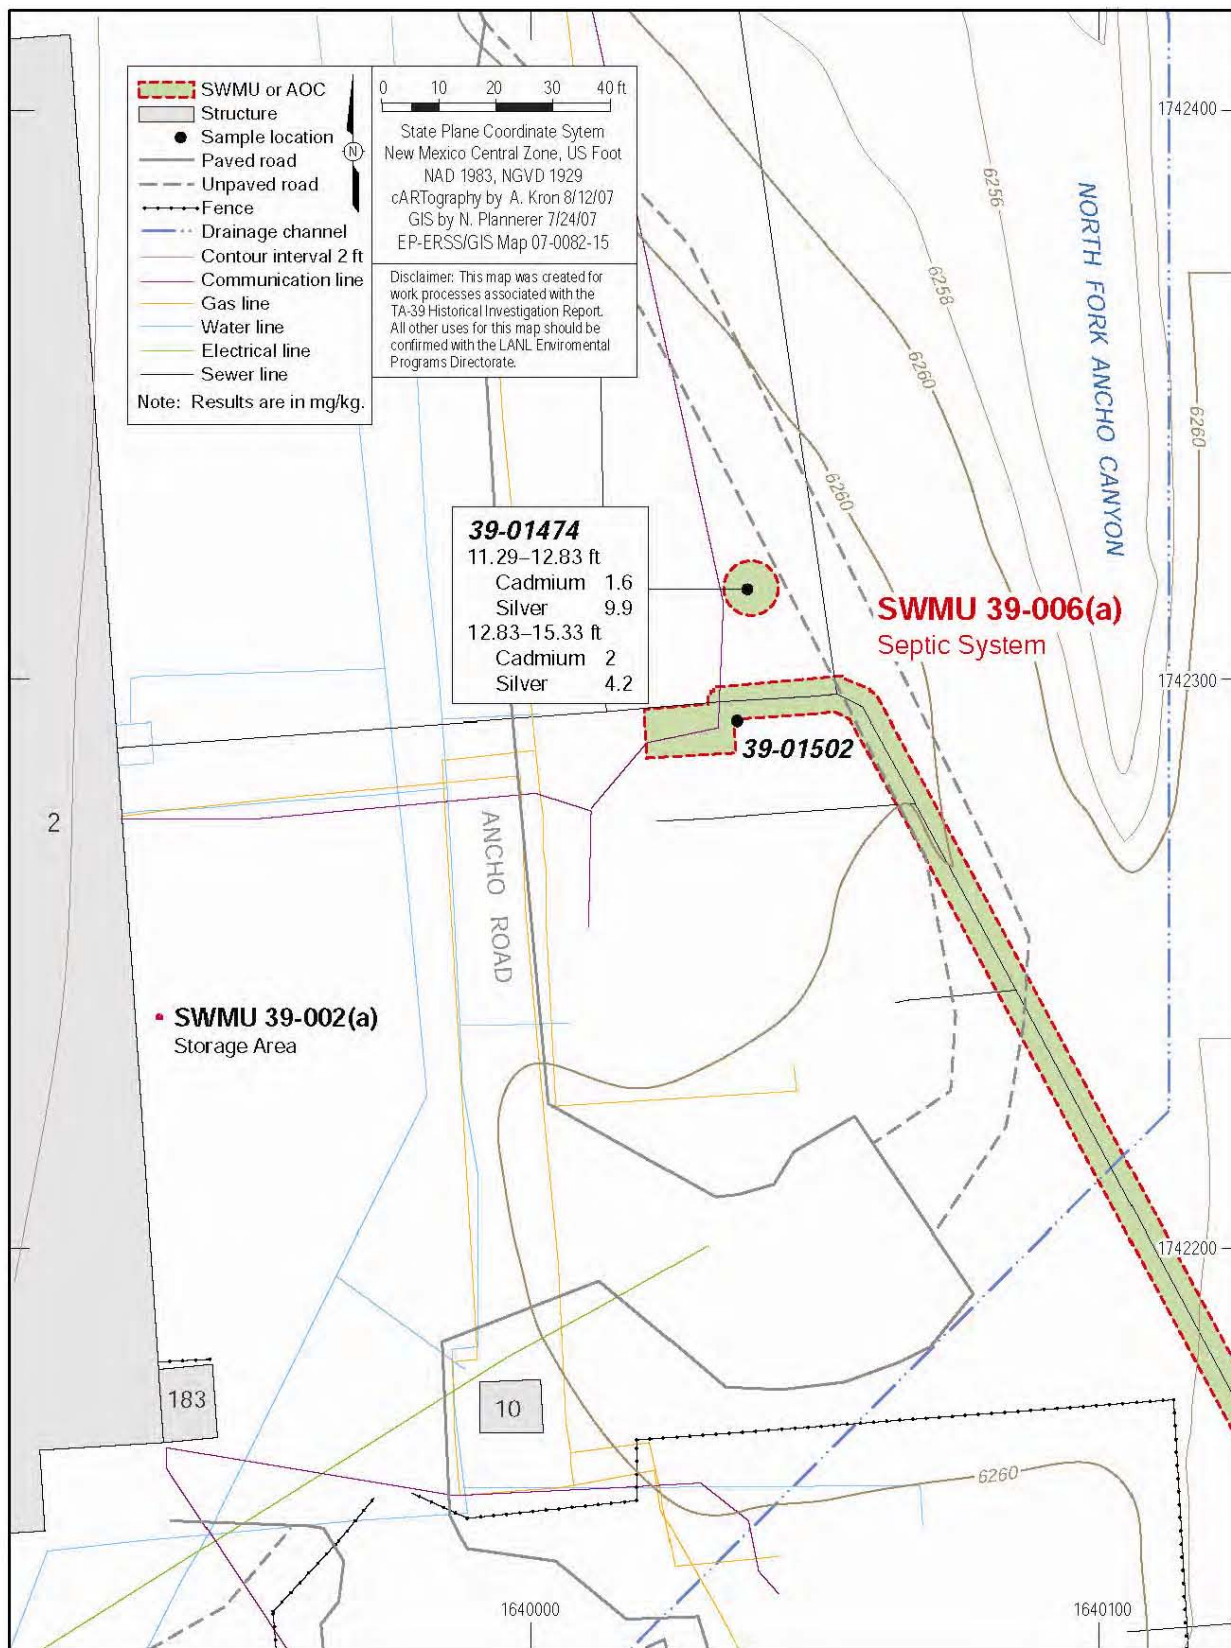 SWMU or AOC
Structure
Sample location
Paved road
Unpaved road
Fence
Drainage channel
Contour interval 2 ft
Communication line
Gas line
Water line
Electrical line
Sewer line
Note: Results are in mg/kg.
N
0 10 20 30 40 ft
State Plane Coordinate Sytem
New Mexico Central Zone, US Foot
NAD 1983, NGVD 1929
cARTography by A. Kron 8/12/07
GIS by N. Plannerer 7/24/07
EP-ERSS/GIS Map 07-0082-15
Disclaimer: This map was created for
work processes associated with the
TA-39 Historical Investigation Report.
All other uses for this map should be
confirmed with the LANL Enviromental
Programs Directorate.
1742400
6256
NORTH FORK ANCHO CANYON
6258
6260
6260
6260
39-01474
11.29–12.83 ft
Cadmium 1.6
Silver 9.9
12.83–15.33 ft
Cadmium 2
Silver 4.2
SWMU 39-006(a)
Septic System
1742300
39-01502
2
ANCHO ROAD
SWMU 39-002(a)
Storage Area
1742200
183
10
6260
1640000
1640100